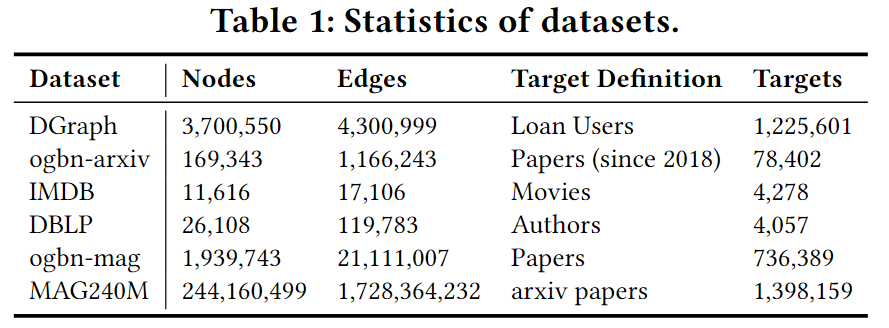 Table 1: Statistics of datasets.
Dataset Nodes Edges Target Definition Targets
DGraph 3,700,550 4,300,999 Loan Users 1,225,601
ogbn-arxiv 169,343 1,166,243 Papers (since 2018) 78,402
IMDB 11,616 17,106 Movies 4,278
DBLP 26,108 119,783 Authors 4,057
ogbn-mag 1,939,743 21,111,007 Papers 736,389
MAG240M 244,160,499 1,728,364,232 arxiv papers 1,398,159